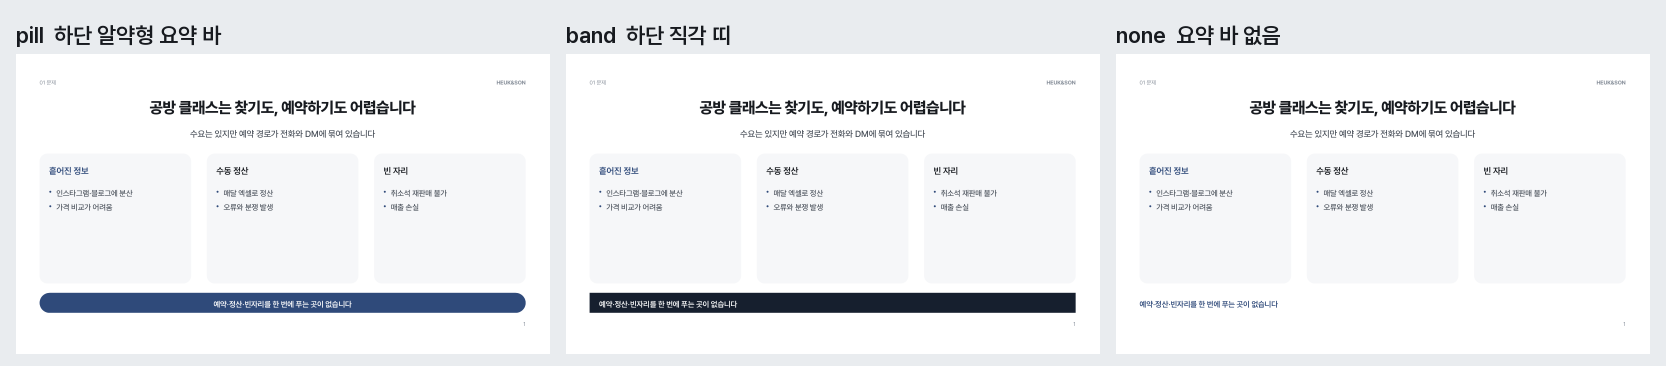 pill 하단 알약형 요약 바
01 문제
HEUK&SON
공방 클래스는 찾기도, 예약하기도 어렵습니다
수요는 있지만 예약 경로가 전화와 DM에 묶여 있습니다
흩어진 정보
• 인스타그램·블로그에 분산
• 가격 비교가 어려움
수동 정산
• 매달 엑셀로 정산
• 오류와 분쟁 발생
빈 자리
• 취소석 재판매 불가
• 매출 손실
예약·정산·빈자리를 한 번에 푸는 곳이 없습니다
1
band 하단 직각 띠
01 문제
HEUK&SON
공방 클래스는 찾기도, 예약하기도 어렵습니다
수요는 있지만 예약 경로가 전화와 DM에 묶여 있습니다
흩어진 정보
• 인스타그램·블로그에 분산
• 가격 비교가 어려움
수동 정산
• 매달 엑셀로 정산
• 오류와 분쟁 발생
빈 자리
• 취소석 재판매 불가
• 매출 손실
예약·정산·빈자리를 한 번에 푸는 곳이 없습니다
1
none 요약 바 없음
01 문제
HEUK&SON
공방 클래스는 찾기도, 예약하기도 어렵습니다
수요는 있지만 예약 경로가 전화와 DM에 묶여 있습니다
흩어진 정보
• 인스타그램·블로그에 분산
• 가격 비교가 어려움
수동 정산
• 매달 엑셀로 정산
• 오류와 분쟁 발생
빈 자리
• 취소석 재판매 불가
• 매출 손실
예약·정산·빈자리를 한 번에 푸는 곳이 없습니다
1